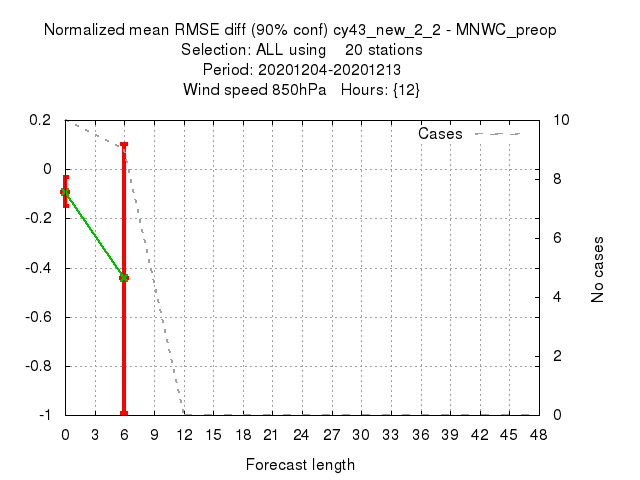 Normalized mean RMSE diff (90% conf) cy43_new_2_2 - MNWC_preop
Selection: ALL using 20 stations
Period: 20201204-20201213
Wind speed 850hPa Hours: {12}
0.2
0
-0.2
-0.4
-0.6
-0.8
-1
Cases
10
8
6
4
2
0
No cases
0 3 6 9 12 15 18 21 24 27 30 33 36 39 42 45 48
Forecast length